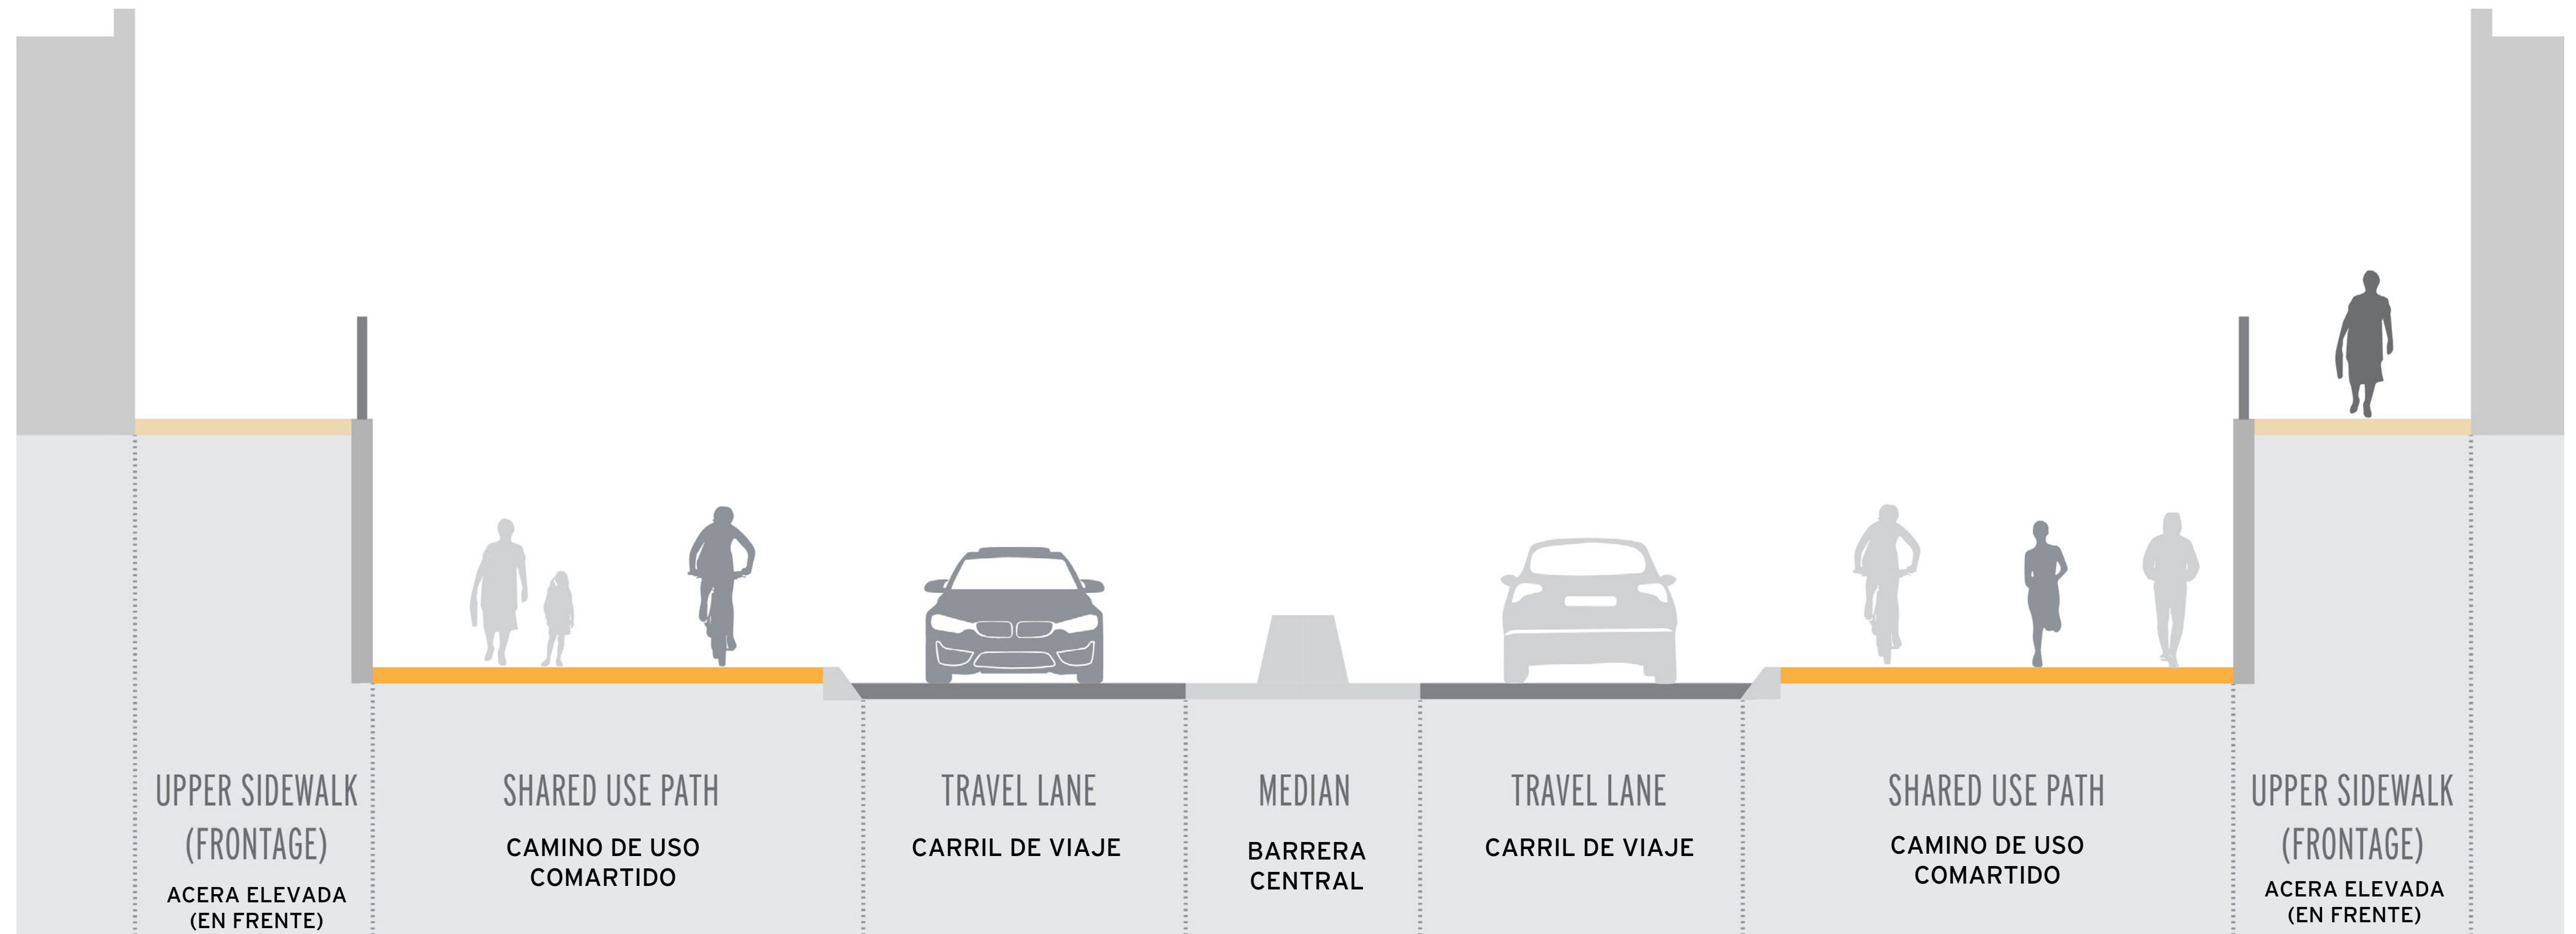 UPPER SIDEWALK
(FRONTAGE)
ACERA ELEVADA
(EN FRENTE)
SHARED USE PATH
CAMINO DE USO
COMARTIDO
TRAVEL LANE
CARRIL DE VIAJE
MEDIAN
BARRERA
CENTRAL
TRAVEL LANE
CARRIL DE VIAJE
SHARED USE PATH
CAMINO DE USO
COMARTIDO
UPPER SIDEWALK
(FRONTAGE)
ACERA ELEVADA
(EN FRENTE)